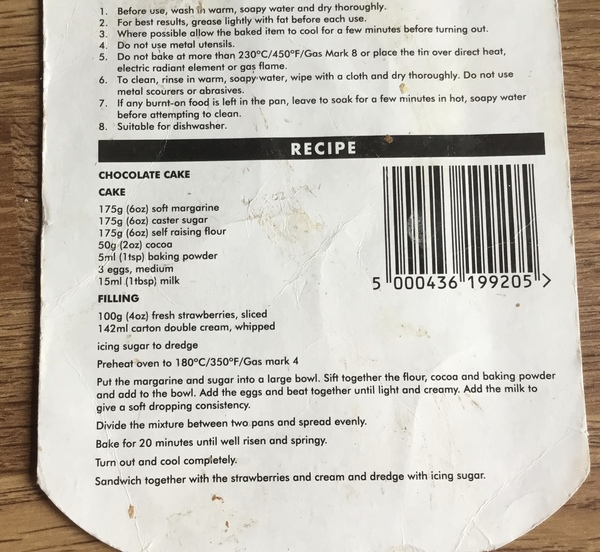 1. Before use, wash in warm, soapy water and dry thoroughly.
2. For best results, grease lightly with fat before each use.
3. Where possible allow the baked item to cool for a few minutes before turning out.
4. Do not use metal utensils.
5. Do not bake at more than 230°C/450°F/Gas Mark 8 or place the tin over direct heat,
electric radiant element or gas flame.
6. To clean, rinse in warm, soapy water, wipe with a cloth and dry thoroughly. Do not use
metal scourers or abrasives.
7. If any burnt-on food is left in the pan, leave to soak for a few minutes in hot, soapy water
before attempting to clean.
8. Suitable for dishwasher.
RECIPE
CHOCOLATE CAKE
CAKE
175g (6oz) soft margarine
175g (6oz) caster sugar
175g (6oz) self raising flour
50g (2oz) cocoa
5ml (1tsp) baking powder
3 eggs, medium
15ml (1tbsp) milk
5 000436 199205 >
FILLING
100g (4oz) fresh strawberries, sliced
142ml carton double cream, whipped
icing sugar to dredge
Preheat oven to 180°C/350°F/Gas mark 4
Put the margarine and sugar into a large bowl. Sift together the flour, cocoa and baking powder
and add to the bowl. Add the eggs and beat together until light and creamy. Add the milk to
give a soft dropping consistency.
Divide the mixture between two pans and spread evenly.
Bake for 20 minutes until well risen and springy.
Turn out and cool completely.
Sandwich together with the strawberries and cream and dredge with icing sugar.